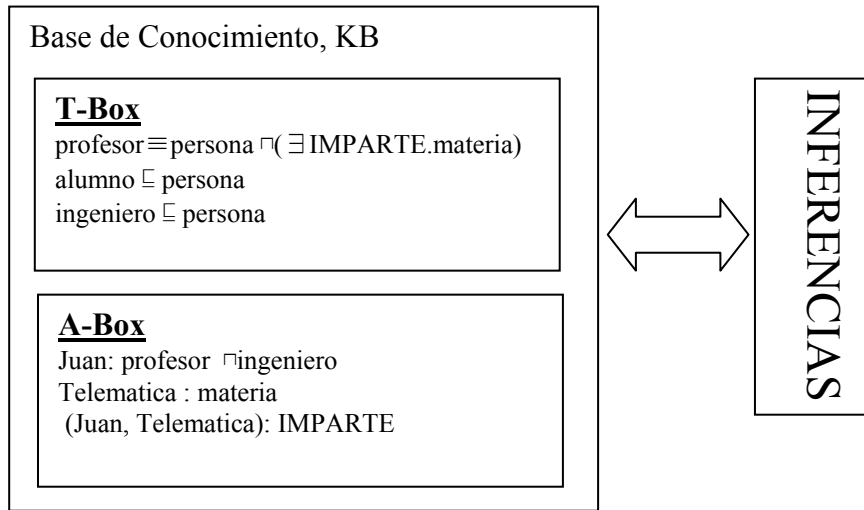 Base de Conocimiento, KB
T-Box
profesor≡persona ⊓(∃IMPARTE.materia)
alumno ⊑ persona
ingeniero ⊑ persona
A-Box
Juan: profesor ⊓ingeniero
Telematica : materia
(Juan, Telematica): IMPARTE
INFERENCIAS